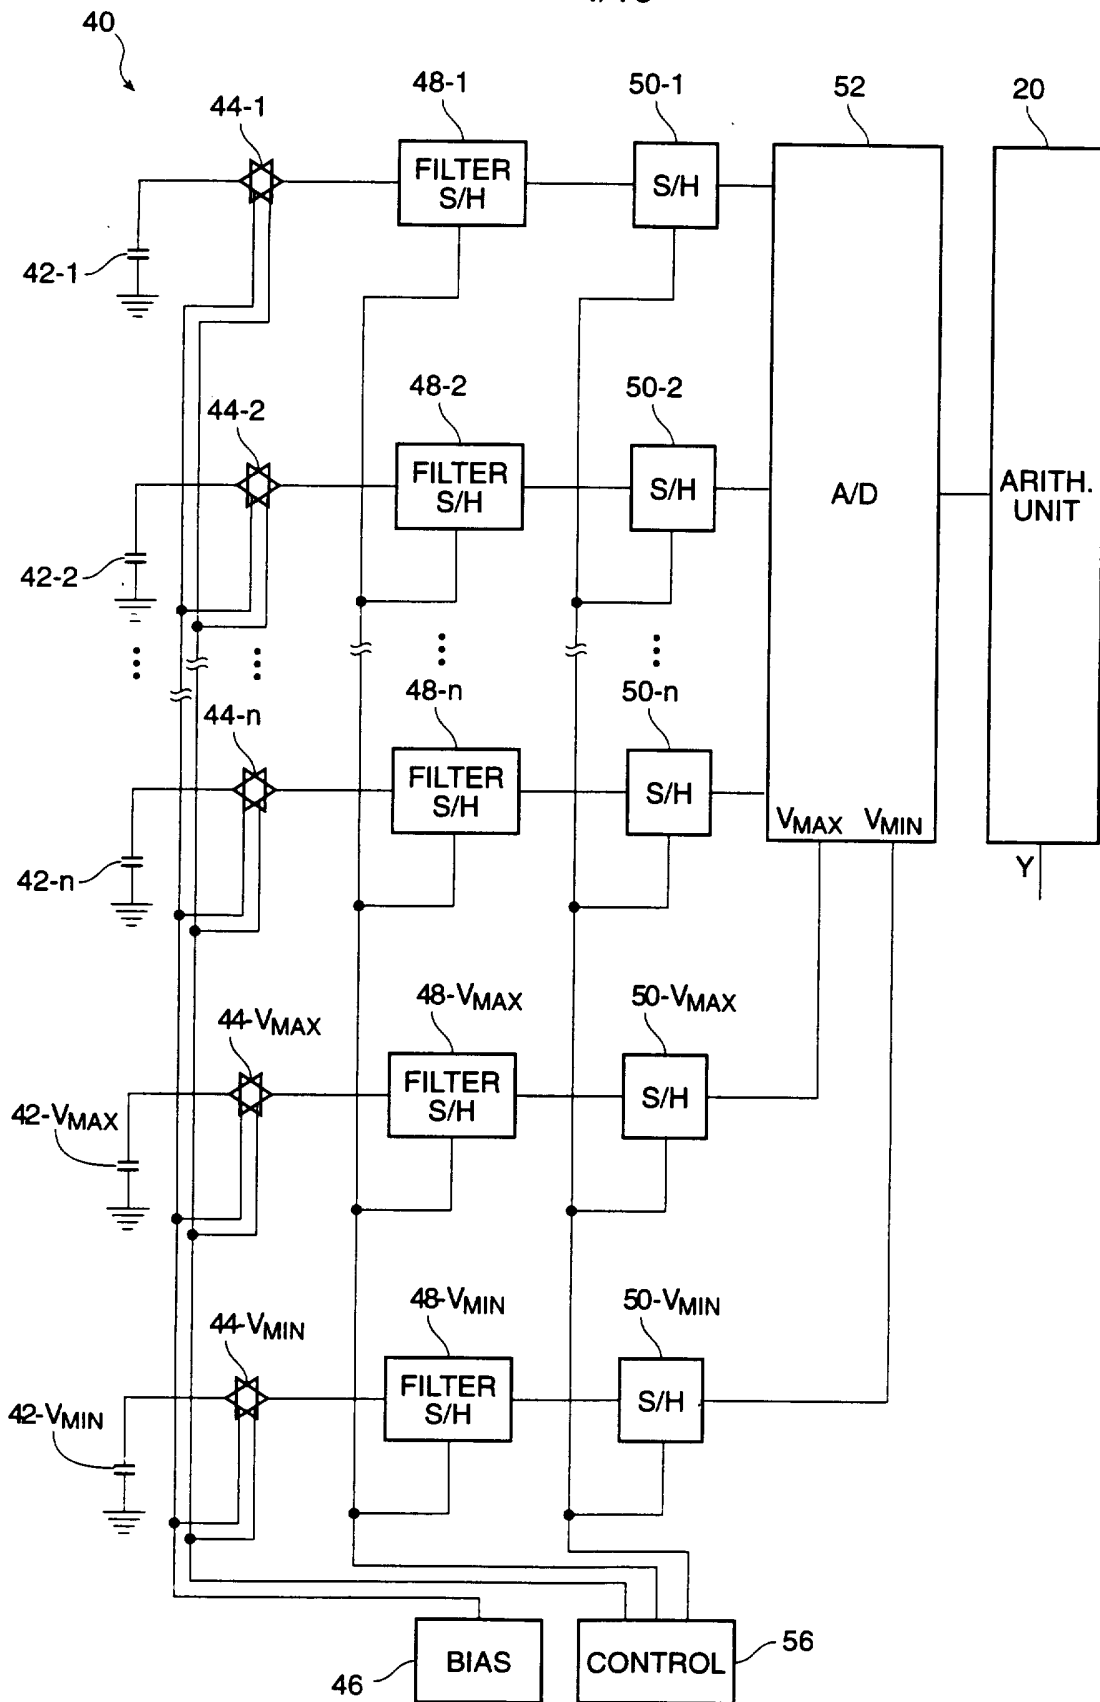 40
44-1
48-1
50-1
52
20
FILTER
S/H
S/H
42-1
44-2
48-2
50-2
FILTER
S/H
S/H
A/D
ARITH.
UNIT
42-2
44-n
48-n
50-n
FILTER
S/H
S/H
VMAX
VMIN
42-n
Y
44-VMAX
48-VMAX
50-VMAX
FILTER
S/H
S/H
42-VMAX
44-VMIN
48-VMIN
50-VMIN
FILTER
S/H
S/H
42-VMIN
46
BIAS
CONTROL
56